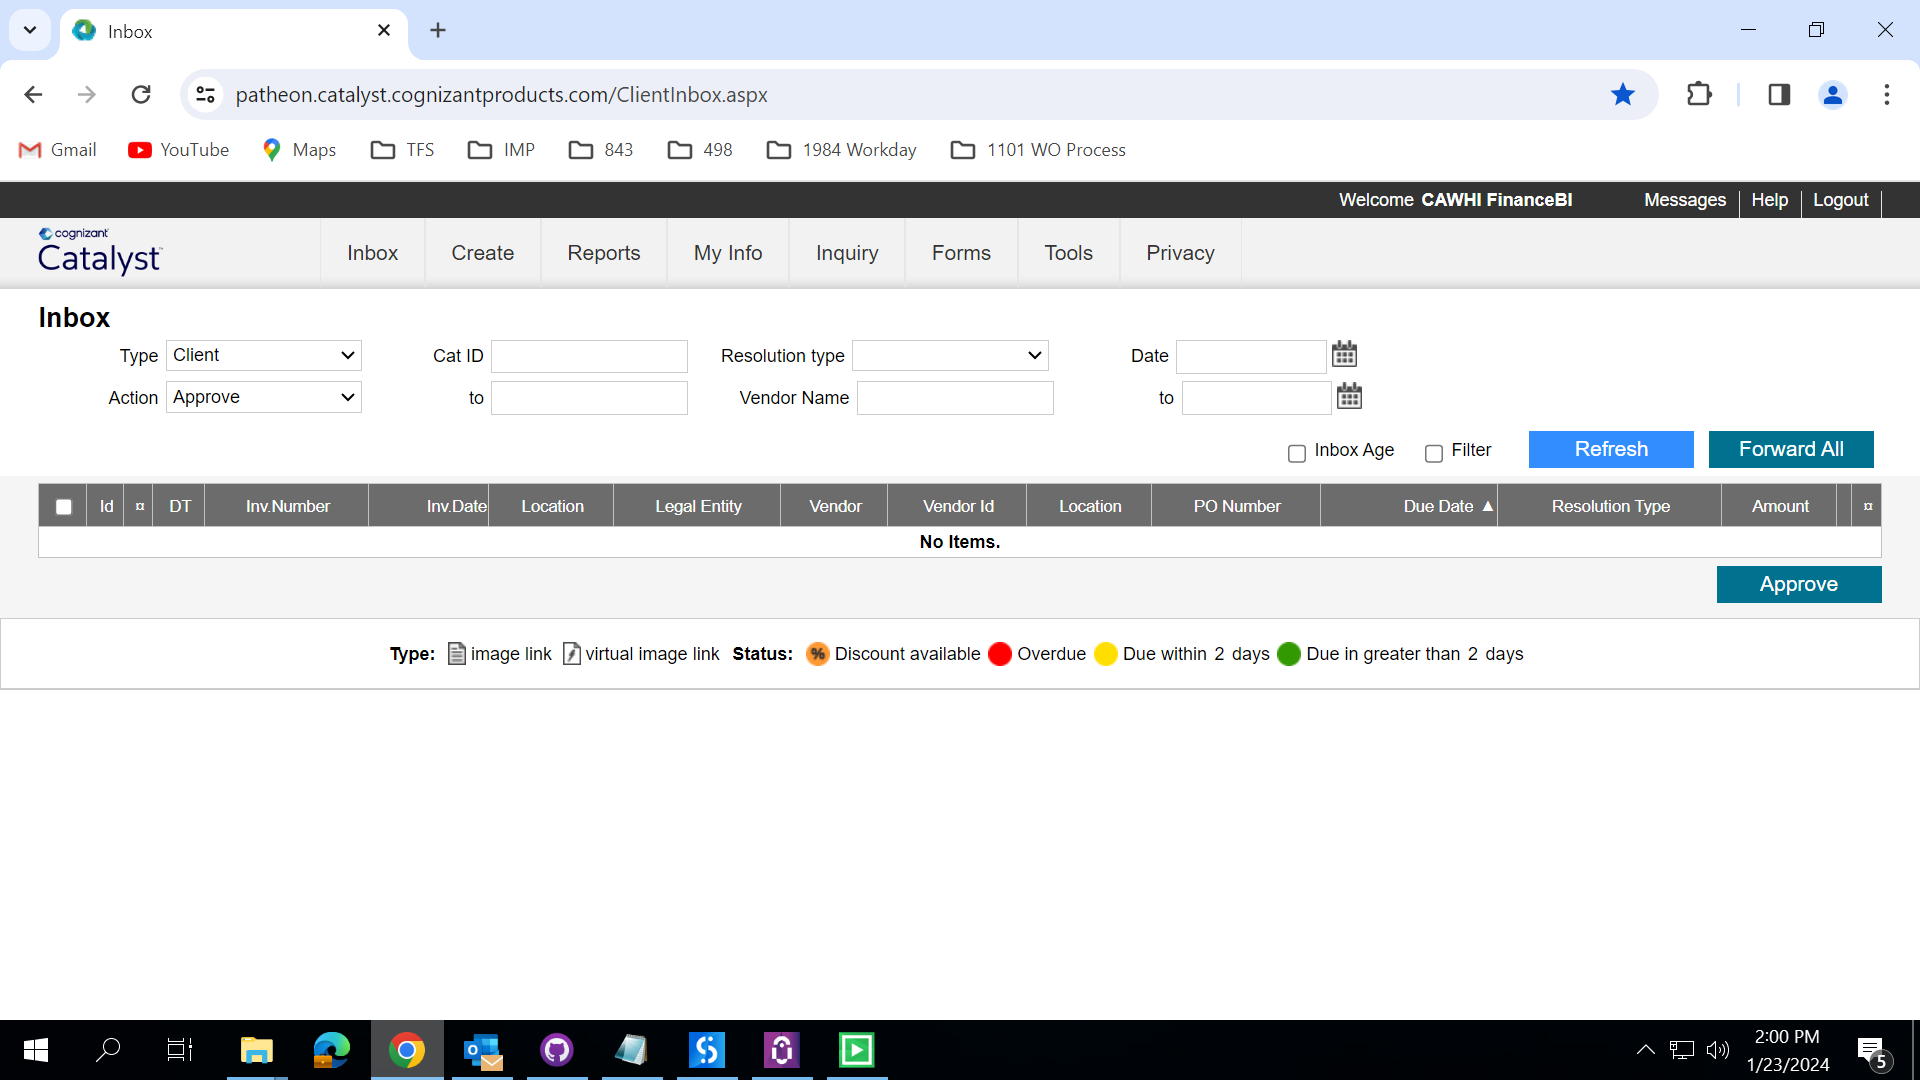 Inbox
patheon.catalyst.cognizantproducts.com/ClientInbox.aspx
Gmail YouTube Maps TFS IMP 843 498 1984 Workday 1101 WO Process
Welcome CAWHI FinanceBI Messages Help Logout
cognizant
Catalyst
Inbox Create Reports My Info Inquiry Forms Tools Privacy
Inbox
Type Client Cat ID Resolution type Date
Action Approve to Vendor Name to
Inbox Age Filter Refresh Forward All
Id ¤ DT Inv.Number Inv.Date Location Legal Entity Vendor Vendor Id Location PO Number Due Date ▲ Resolution Type Amount ¤
No Items.
Approve
Type: image link virtual image link Status: % Discount available Overdue Due within 2 days Due in greater than 2 days
2:00 PM
1/23/2024
5